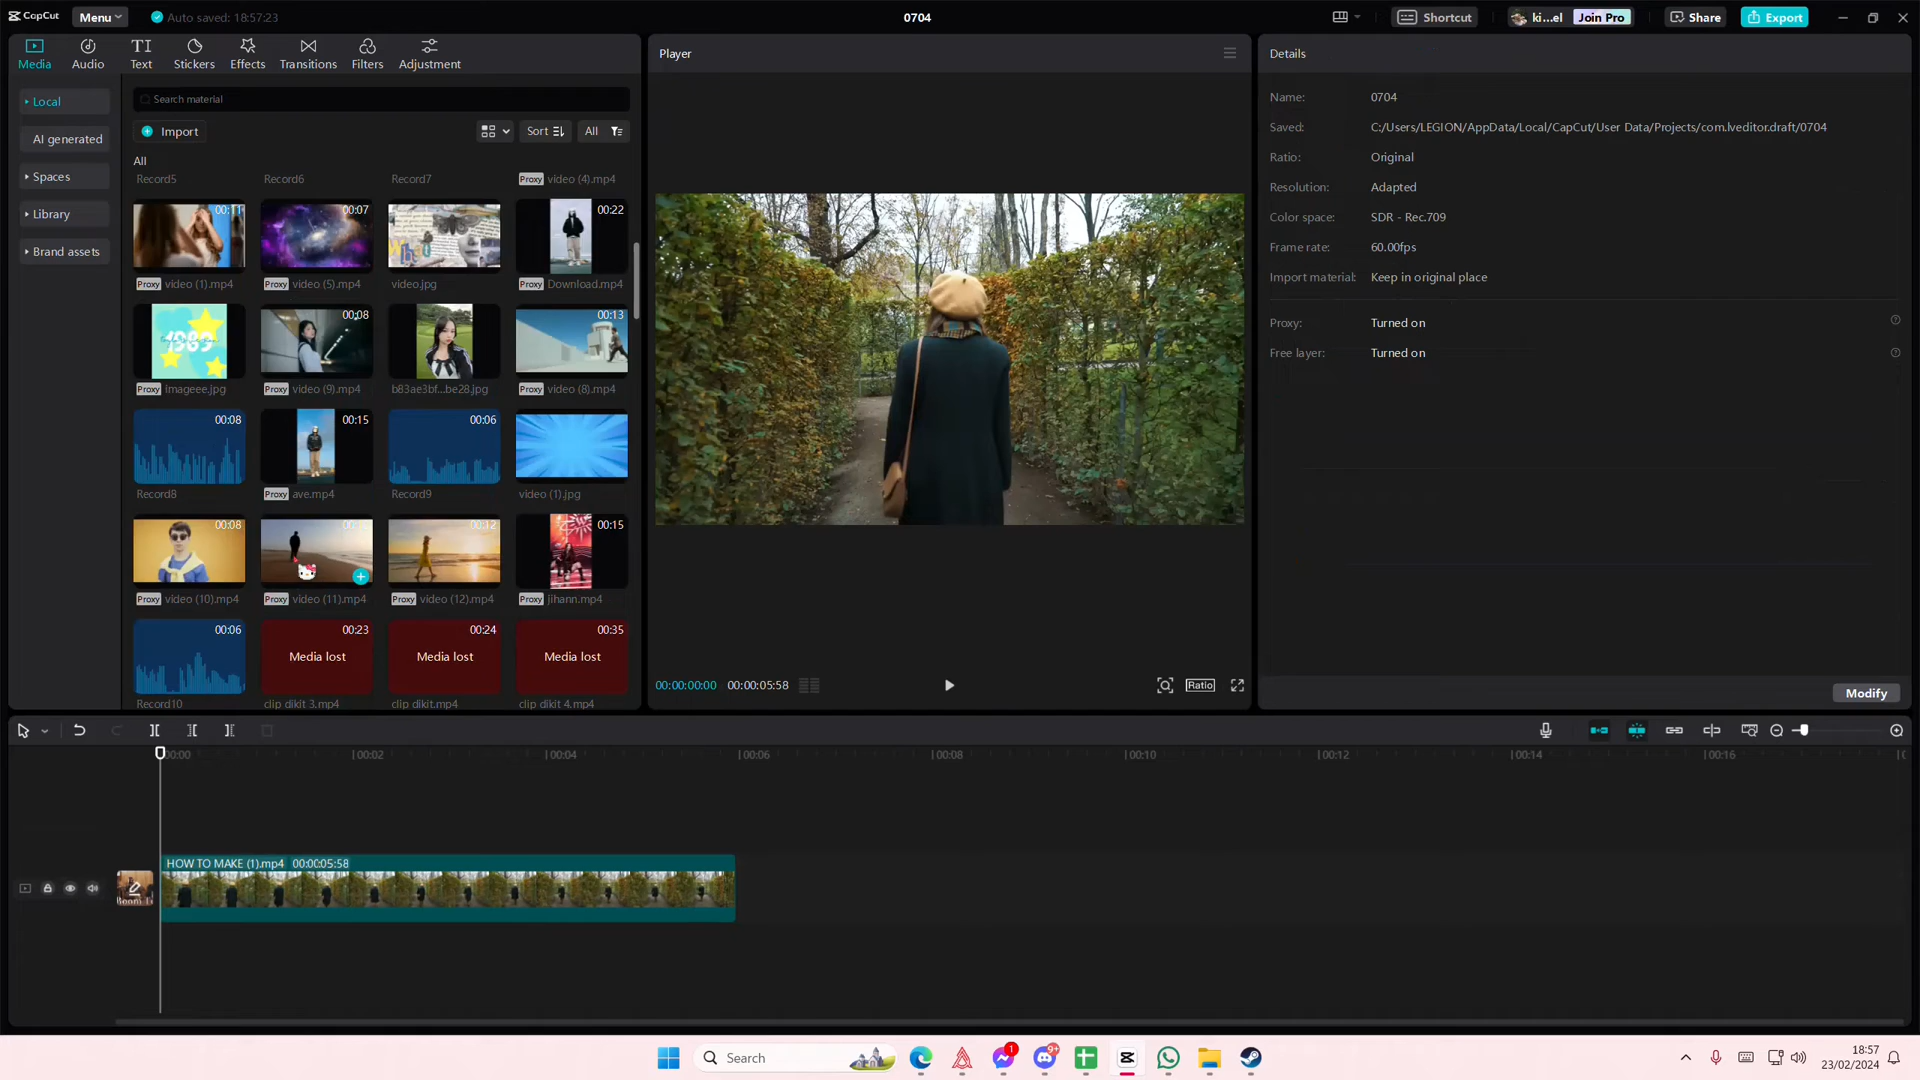 CapCut
Menu
Auto saved: 18:57:23
0704
Shortcut
ki...el
Join Pro
Share
Export
Media
Audio
Text
Stickers
Effects
Transitions
Filters
Adjustment
Local
AI generated
Spaces
Library
Brand assets
Search material
Import
Sort
All
All
Record5
Record6
Record7
Proxy video (4).mp4
00:11
00:07
00:22
Proxy video (1).mp4
Proxy video (5).mp4
video.jpg
Proxy Download.mp4
1989
00:08
00:13
Proxy imageee.jpg
Proxy video (9).mp4
b83ae3bf...be28.jpg
Proxy video (8).mp4
00:08
00:15
00:06
Record8
Proxy ave.mp4
Record9
video (1).jpg
00:08
00:12
00:15
Proxy video (10).mp4
Proxy video (11).mp4
Proxy video (12).mp4
Proxy jihann.mp4
00:06
00:23
00:24
00:35
Media lost
Media lost
Media lost
Record10
clip dikit 3.mp4
clip dikit.mp4
clip dikit 4.mp4
Player
00:00:00:00
00:00:05:58
Ratio
Details
Name: 0704
Saved: C:/Users/LEGION/AppData/Local/CapCut/User Data/Projects/com.lveditor.draft/0704
Ratio: Original
Resolution: Adapted
Color space: SDR - Rec.709
Frame rate: 60.00fps
Import material: Keep in original place
Proxy: Turned on
Free layer: Turned on
Modify
00:00
00:02
00:04
00:06
00:08
00:10
00:12
00:14
00:16
HOW TO MAKE (1).mp4 00:00:05:58
Search
1
9+
18:57
23/02/2024